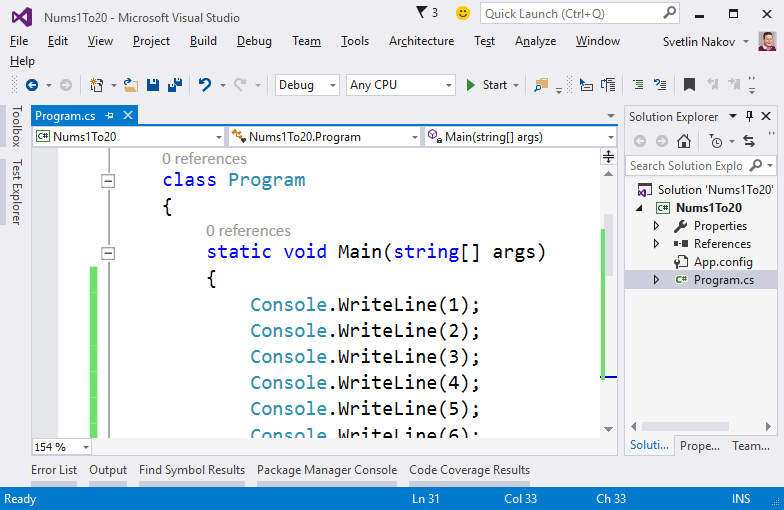 Nums1To20 - Microsoft Visual Studio
3
Quick Launch (Ctrl+Q)
File Edit View Project Build Debug Team Tools Architecture Test Analyze Window
Svetlin Nakov
Help
Debug Any CPU Start
Toolbox
Test Explorer
Program.cs
Nums1To20 Nums1To20.Program Main(string[] args)
0 references
class Program
{
0 references
static void Main(string[] args)
{
Console.WriteLine(1);
Console.WriteLine(2);
Console.WriteLine(3);
Console.WriteLine(4);
Console.WriteLine(5);
Console.WriteLine(6);
154 %
Solution Explorer
Search Solution Explo
Solution 'Nums1To20'
C# Nums1To20
Properties
References
App.config
C# Program.cs
Soluti... Prope... Team...
Error List Output Find Symbol Results Package Manager Console Code Coverage Results
Ready Ln 31 Col 33 Ch 33 INS